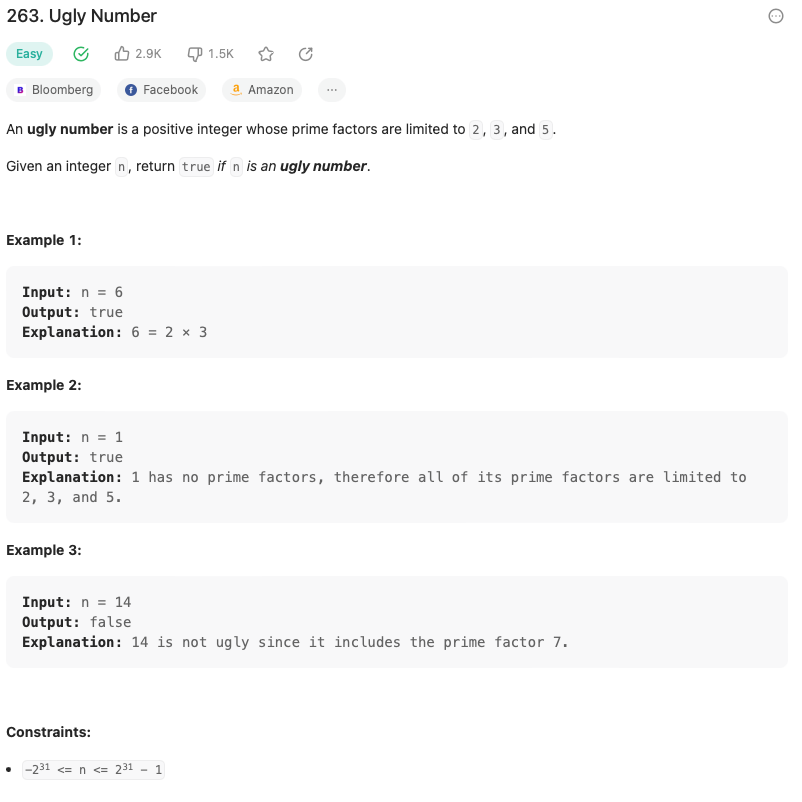 263. Ugly Number
Easy 2.9K 1.5K
B Bloomberg f Facebook a Amazon ...
An ugly number is a positive integer whose prime factors are limited to 2, 3, and 5.
Given an integer n, return true if n is an ugly number.
Example 1:
Input: n = 6
Output: true
Explanation: 6 = 2 × 3
Example 2:
Input: n = 1
Output: true
Explanation: 1 has no prime factors, therefore all of its prime factors are limited to
2, 3, and 5.
Example 3:
Input: n = 14
Output: false
Explanation: 14 is not ugly since it includes the prime factor 7.
Constraints:
• −2³¹ <= n <= 2³¹ − 1